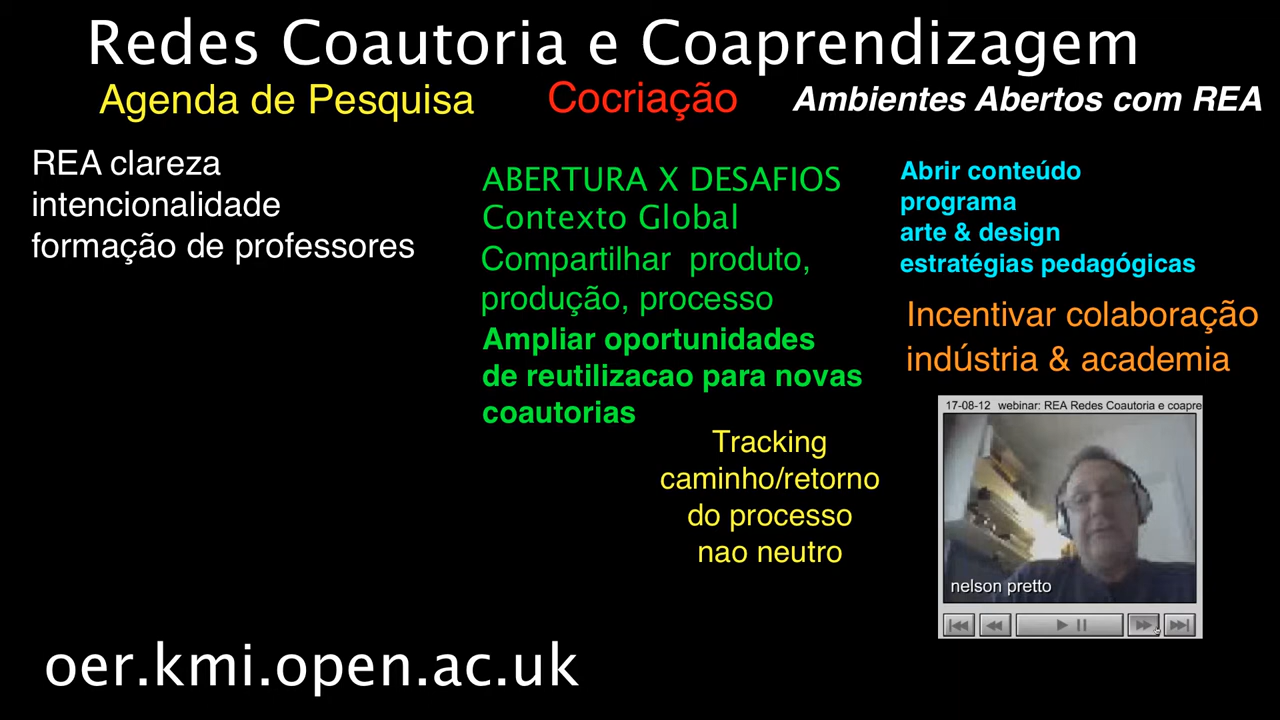 Redes Coautoria e Coaprendizagem
Agenda de Pesquisa
Cocriação
Ambientes Abertos com REA
REA clareza
intencionalidade
formação de professores
ABERTURA X DESAFIOS
Contexto Global
Compartilhar produto,
produção, processo
Ampliar oportunidades
de reutilizacao para novas
coautorias
Tracking
caminho/retorno
do processo
nao neutro
Abrir conteúdo
programa
arte & design
estratégias pedagógicas
Incentivar colaboração
indústria & academia
17-08-12 webinar: REA Redes Coautoria e coapre
nelson pretto
oer.kmi.open.ac.uk